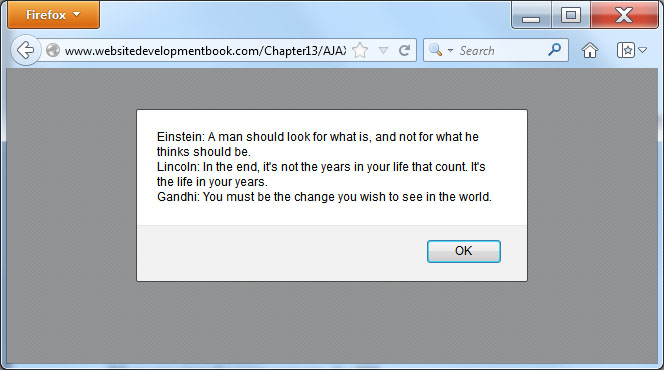 Firefox
www.websitedevelopmentbook.com/Chapter13/AJAX
Search
Einstein: A man should look for what is, and not for what he
thinks should be.
Lincoln: In the end, it's not the years in your life that count. It's
the life in your years.
Gandhi: You must be the change you wish to see in the world.
OK